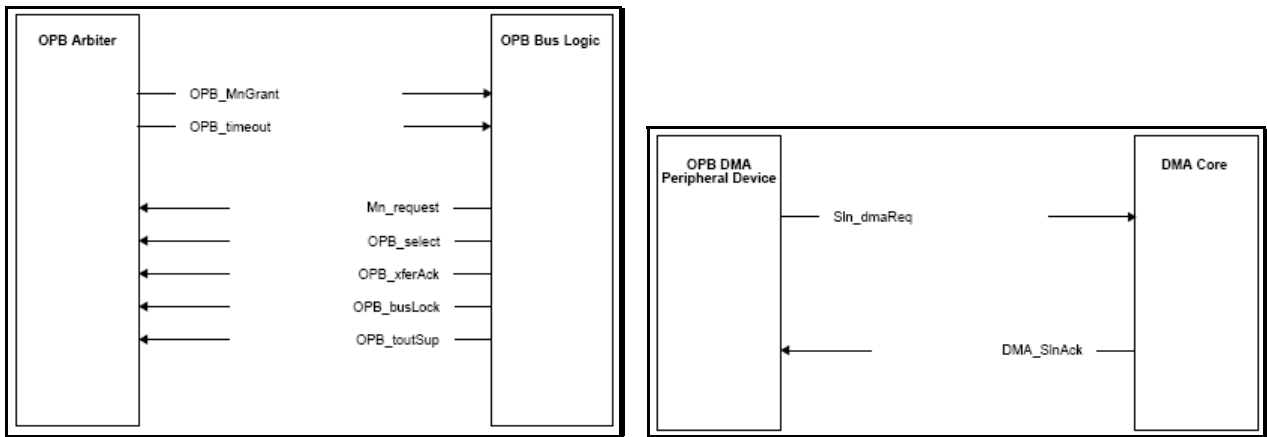 OPB Arbiter
OPB Bus Logic
OPB_MnGrant
OPB_timeout
Mn_request
OPB_select
OPB_xferAck
OPB_busLock
OPB_toutSup
OPB DMA
Peripheral Device
DMA Core
Sln_dmaReq
DMA_SlnAck